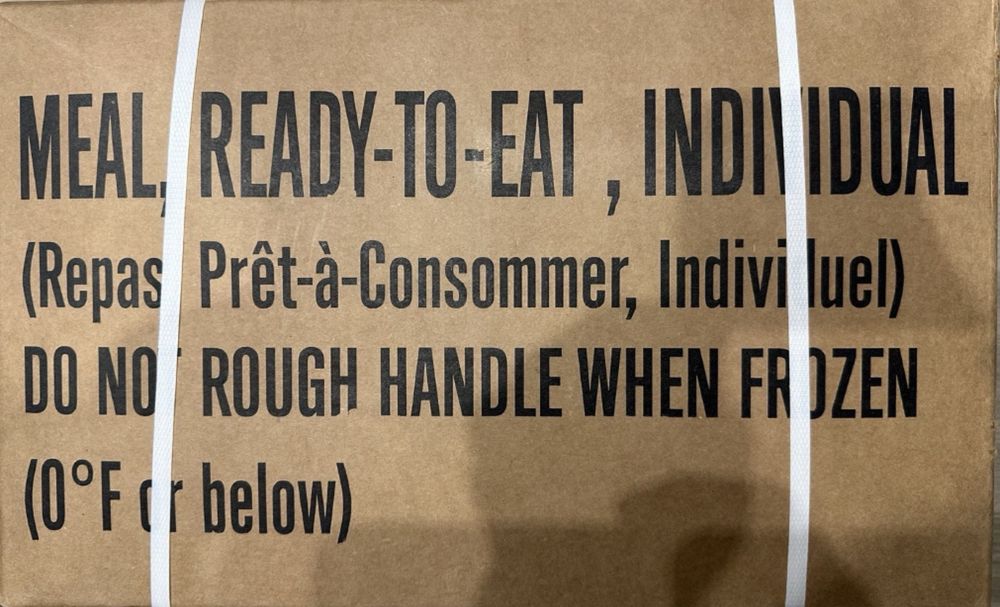 MEAL, READY-TO-EAT , INDIVIDUAL
(Repas Prêt-à-Consommer, Individuel)
DO NOT ROUGH HANDLE WHEN FROZEN
(0°F or below)